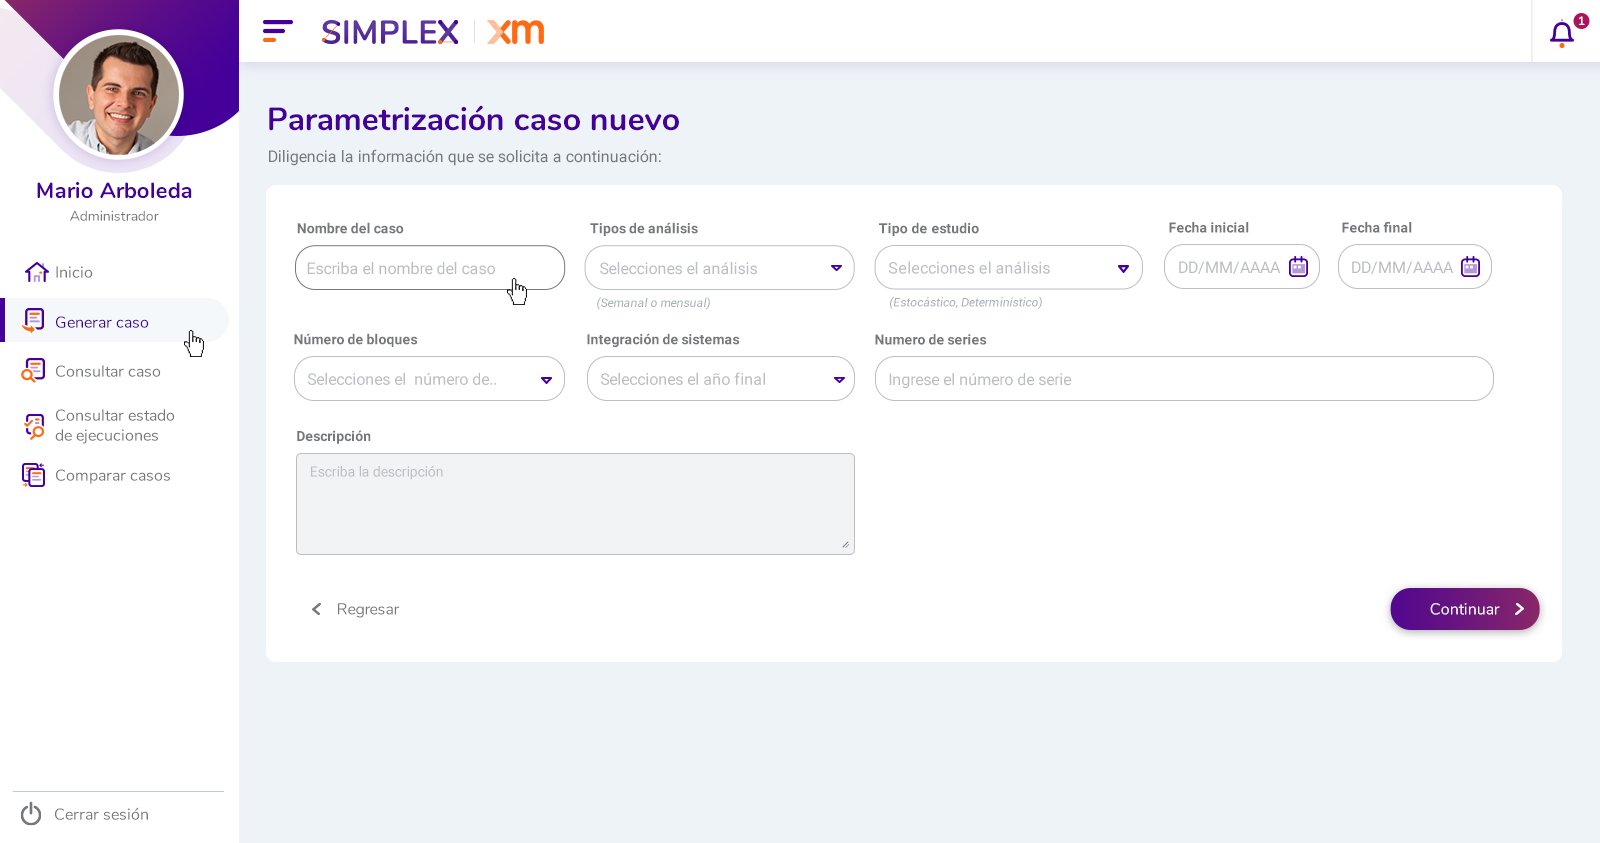 SIMPLEX xm
1
Mario Arboleda
Administrador
Inicio
Generar caso
Consultar caso
Consultar estado
de ejecuciones
Comparar casos
Cerrar sesión
Parametrización caso nuevo
Diligencia la información que se solicita a continuación:
Nombre del caso
Escriba el nombre del caso
Tipos de análisis
Selecciones el análisis
(Semanal o mensual)
Tipo de estudio
Selecciones el análisis
(Estocástico, Determinístico)
Fecha inicial
DD/MM/AAAA
Fecha final
DD/MM/AAAA
Número de bloques
Selecciones el número de..
Integración de sistemas
Selecciones el año final
Numero de series
Ingrese el número de serie
Descripción
Escriba la descripción
Regresar
Continuar